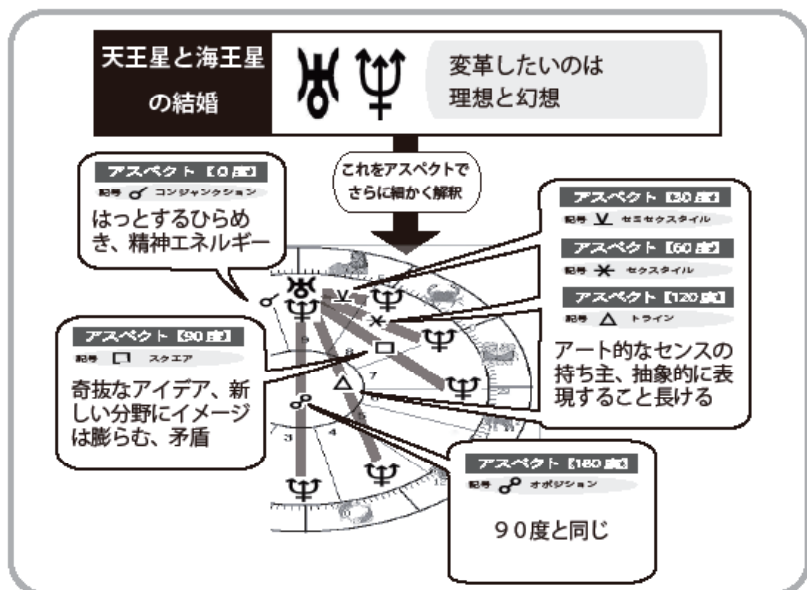 天王星と海王星
の結婚
変革したいのは
理想と幻想
これをアスペクトで
さらに細かく解釈
アスペクト【0度】
記号 ☌ コンジャンクション
はっとするひらめ
き、精神エネルギー
アスペクト【30度】
記号 ⚺ セミセクスタイル
アスペクト【60度】
記号 ⚹ セクスタイル
アスペクト【120度】
記号 △ トライン
アート的なセンスの
持ち主、抽象的に表
現すること長ける
アスペクト【90度】
記号 □ スクエア
奇抜なアイデア、新
しい分野にイメージ
は膨らむ、矛盾
アスペクト【180度】
記号 ☍ オポジション
９０度と同じ
9
8
7
6
5
4
3